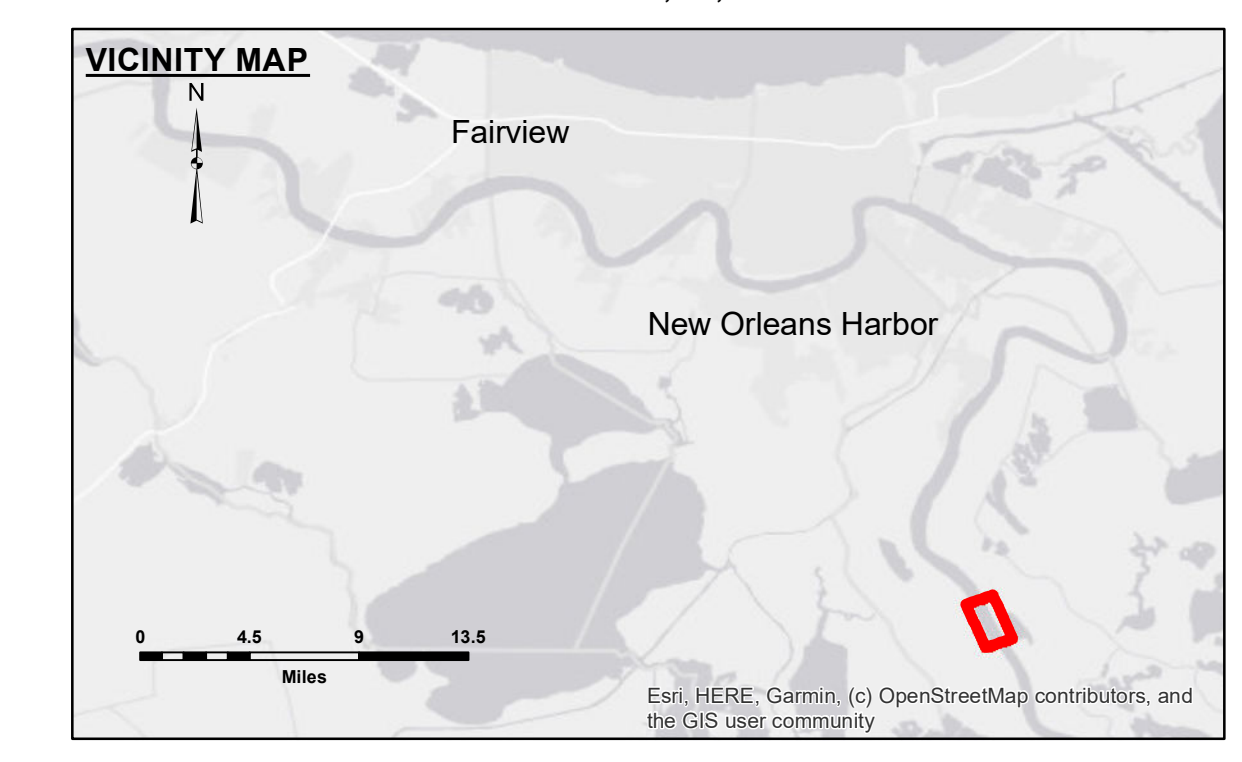 VICINITY MAP
N
Fairview
New Orleans Harbor
0 4.5 9 13.5
Miles
Esri, HERE, Garmin, (c) OpenStreetMap contributors, and
the GIS user community